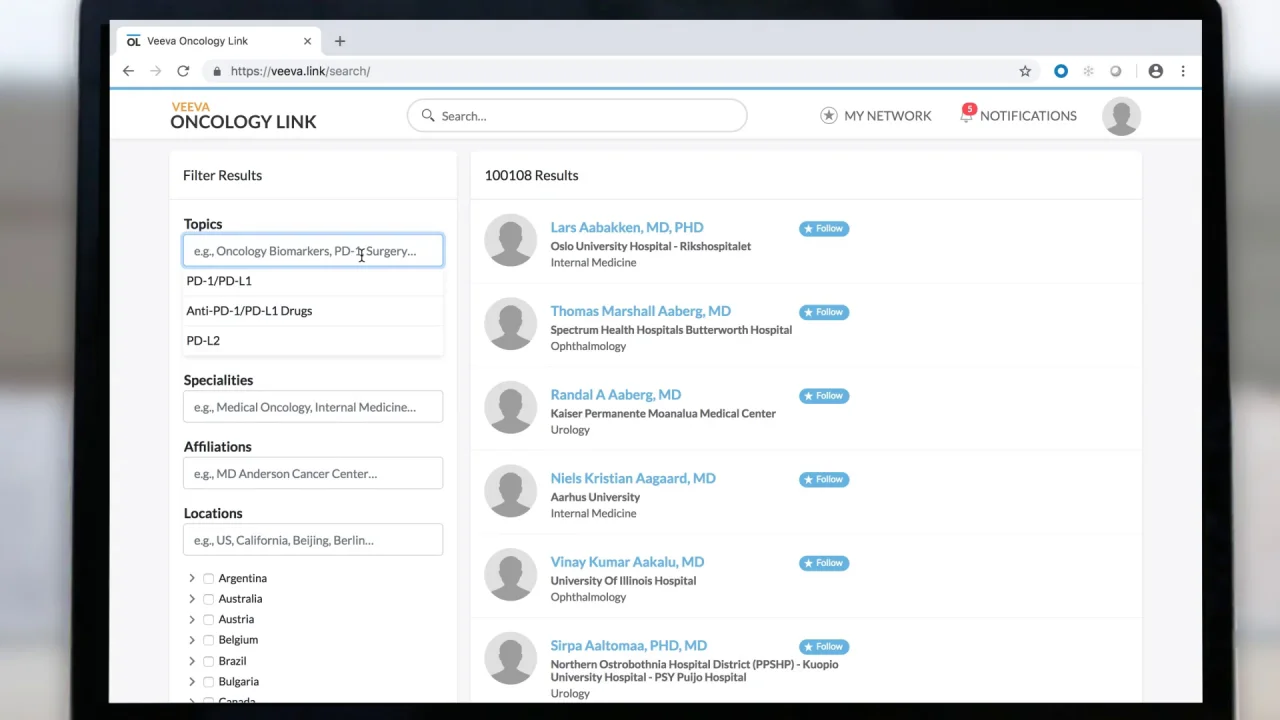 OL Veeva Oncology Link
https://veeva.link/search/
VEEVA
ONCOLOGY LINK
Search...
MY NETWORK
5
NOTIFICATIONS
Filter Results
Topics
e.g., Oncology Biomarkers, PD-1, Surgery...
PD-1/PD-L1
Anti-PD-1/PD-L1 Drugs
PD-L2
Specialities
e.g., Medical Oncology, Internal Medicine...
Affiliations
e.g., MD Anderson Cancer Center...
Locations
e.g., US, California, Beijing, Berlin...
Argentina
Australia
Austria
Belgium
Brazil
Bulgaria
Canada
100108 Results
Lars Aabakken, MD, PHD
Follow
Oslo University Hospital - Rikshospitalet
Internal Medicine
Thomas Marshall Aaberg, MD
Follow
Spectrum Health Hospitals Butterworth Hospital
Ophthalmology
Randal A Aaberg, MD
Follow
Kaiser Permanente Moanalua Medical Center
Urology
Niels Kristian Aagaard, MD
Follow
Aarhus University
Internal Medicine
Vinay Kumar Aakalu, MD
Follow
University Of Illinois Hospital
Ophthalmology
Sirpa Aaltomaa, PHD, MD
Follow
Northern Ostrobothnia Hospital District (PPSHP) - Kuopio
University Hospital - PSY Puijo Hospital
Urology